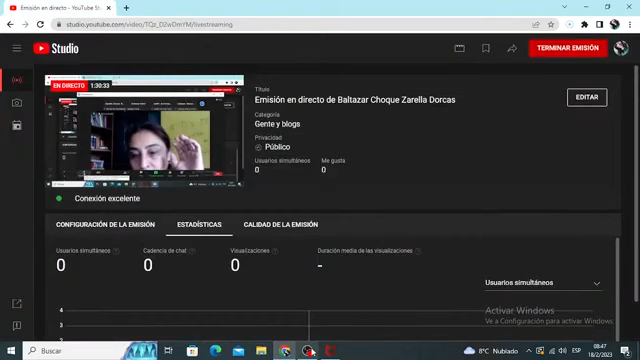 Emisión en directo - YouTube St
studio.youtube.com/video/TQz_D2wDmYM/livestreaming
Studio
TERMINAR EMISIÓN
EN DIRECTO 1:30:33
Título
Emisión en directo de Baltazar Choque Zarella Dorcas
EDITAR
Categoría
Gente y blogs
Privacidad
Público
Usuarios simultáneos Me gusta
0 0
Conexión excelente
CONFIGURACIÓN DE LA EMISIÓN ESTADÍSTICAS CALIDAD DE LA EMISIÓN
Usuarios simultáneos Cadencia de chat Visualizaciones Duración media de las visualizaciones
0 0 0 -
Usuarios simultáneos
4
3
Activar Windows
Ve a Configuración para activar Windows.
Buscar
8°C Nublado
ESP
08:47
18/2/2023